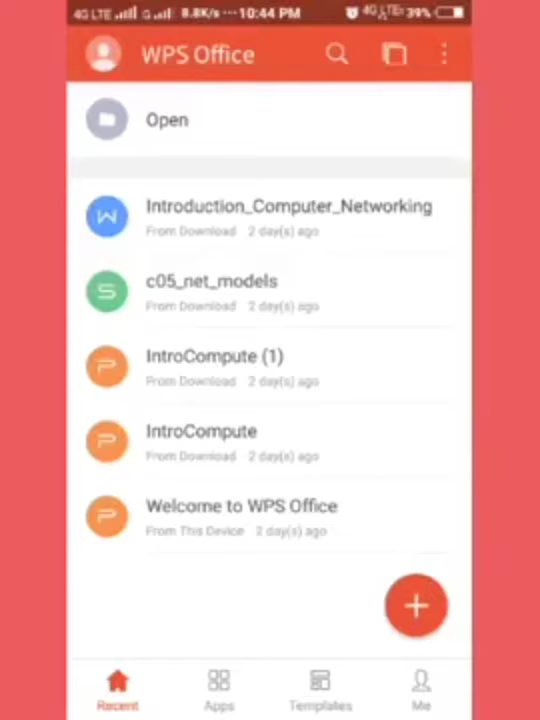 4G LTE G 8.8K/s 10:44 PM 4G LTE 39%
WPS Office
Open
Introduction_Computer_Networking
From Download 2 day(s) ago
c05_net_models
From Download 2 day(s) ago
IntroCompute (1)
From Download 2 day(s) ago
IntroCompute
From Download 2 day(s) ago
Welcome to WPS Office
From This Device 2 day(s) ago
Recent Apps Templates Me